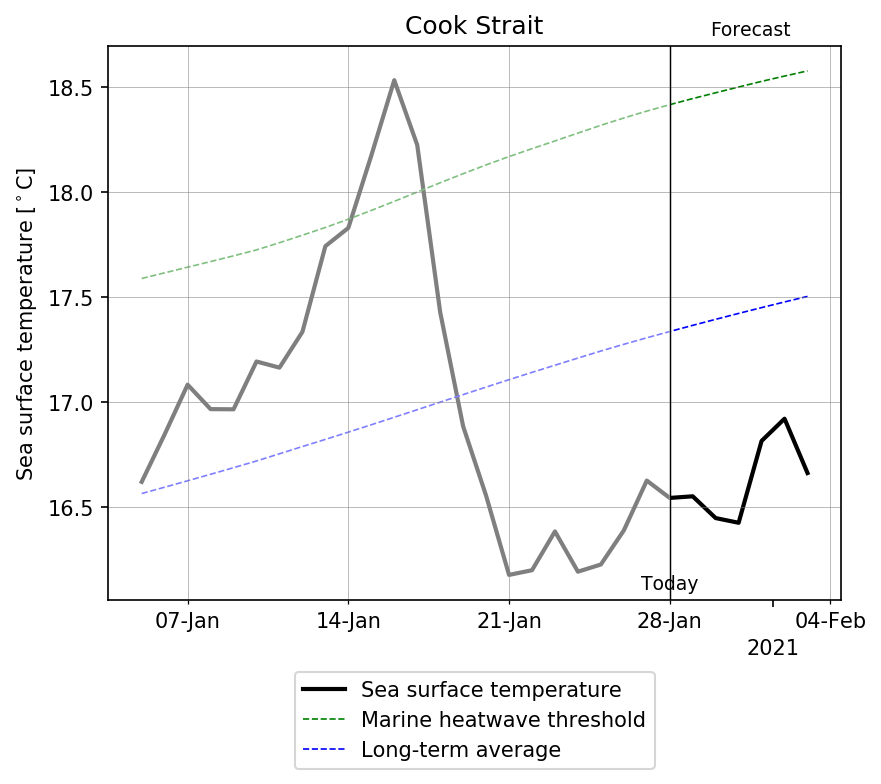 Cook Strait
Forecast
Sea surface temperature [°C]
18.5
18.0
17.5
17.0
16.5
Today
07-Jan
14-Jan
21-Jan
28-Jan
04-Feb
2021
Sea surface temperature
Marine heatwave threshold
Long-term average